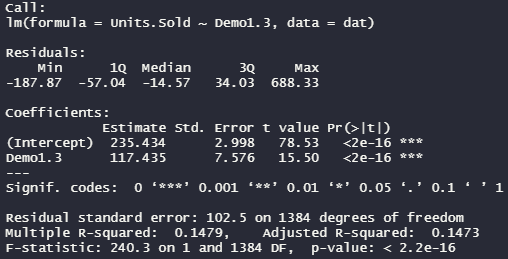 Call:
lm(formula = Units.Sold ~ Demo1.3, data = dat)

Residuals:
    Min      1Q  Median      3Q     Max
-187.87  -57.04  -14.57   34.03  688.33

Coefficients:
            Estimate Std. Error t value Pr(>|t|)
(Intercept)  235.434      2.998   78.53   <2e-16 ***
Demo1.3      117.435      7.576   15.50   <2e-16 ***
---
Signif. codes:  0 ‘***’ 0.001 ‘**’ 0.01 ‘*’ 0.05 ‘.’ 0.1 ‘ ’ 1

Residual standard error: 102.5 on 1384 degrees of freedom
Multiple R-squared:  0.1479,	Adjusted R-squared:  0.1473
F-statistic: 240.3 on 1 and 1384 DF,  p-value: < 2.2e-16